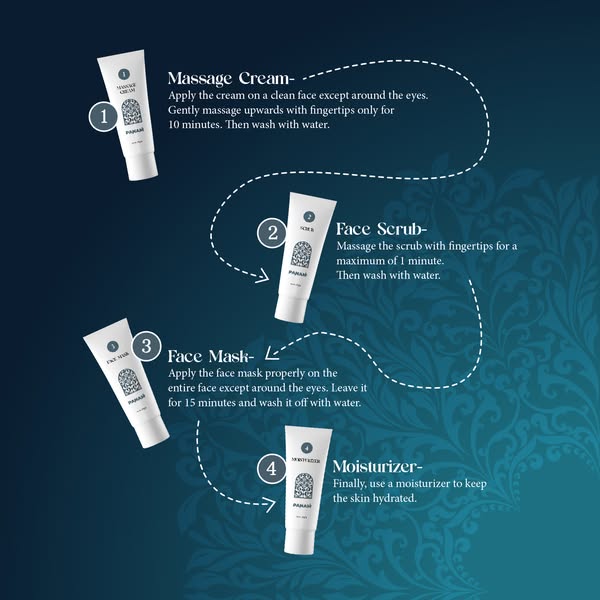 1
MASSAGE
CREAM
PANAM
1
Massage Cream-
Apply the cream on a clean face except around the eyes.
Gently massage upwards with fingertips only for
10 minutes. Then wash with water.
2
SCRUB
PANAM
2
Face Scrub-
Massage the scrub with fingertips for a
maximum of 1 minute.
Then wash with water.
3
FACE MASK
PANAM
3
Face Mask-
Apply the face mask properly on the
entire face except around the eyes. Leave it
for 15 minutes and wash it off with water.
4
MOISTURIZER
PANAM
4
Moisturizer-
Finally, use a moisturizer to keep
the skin hydrated.